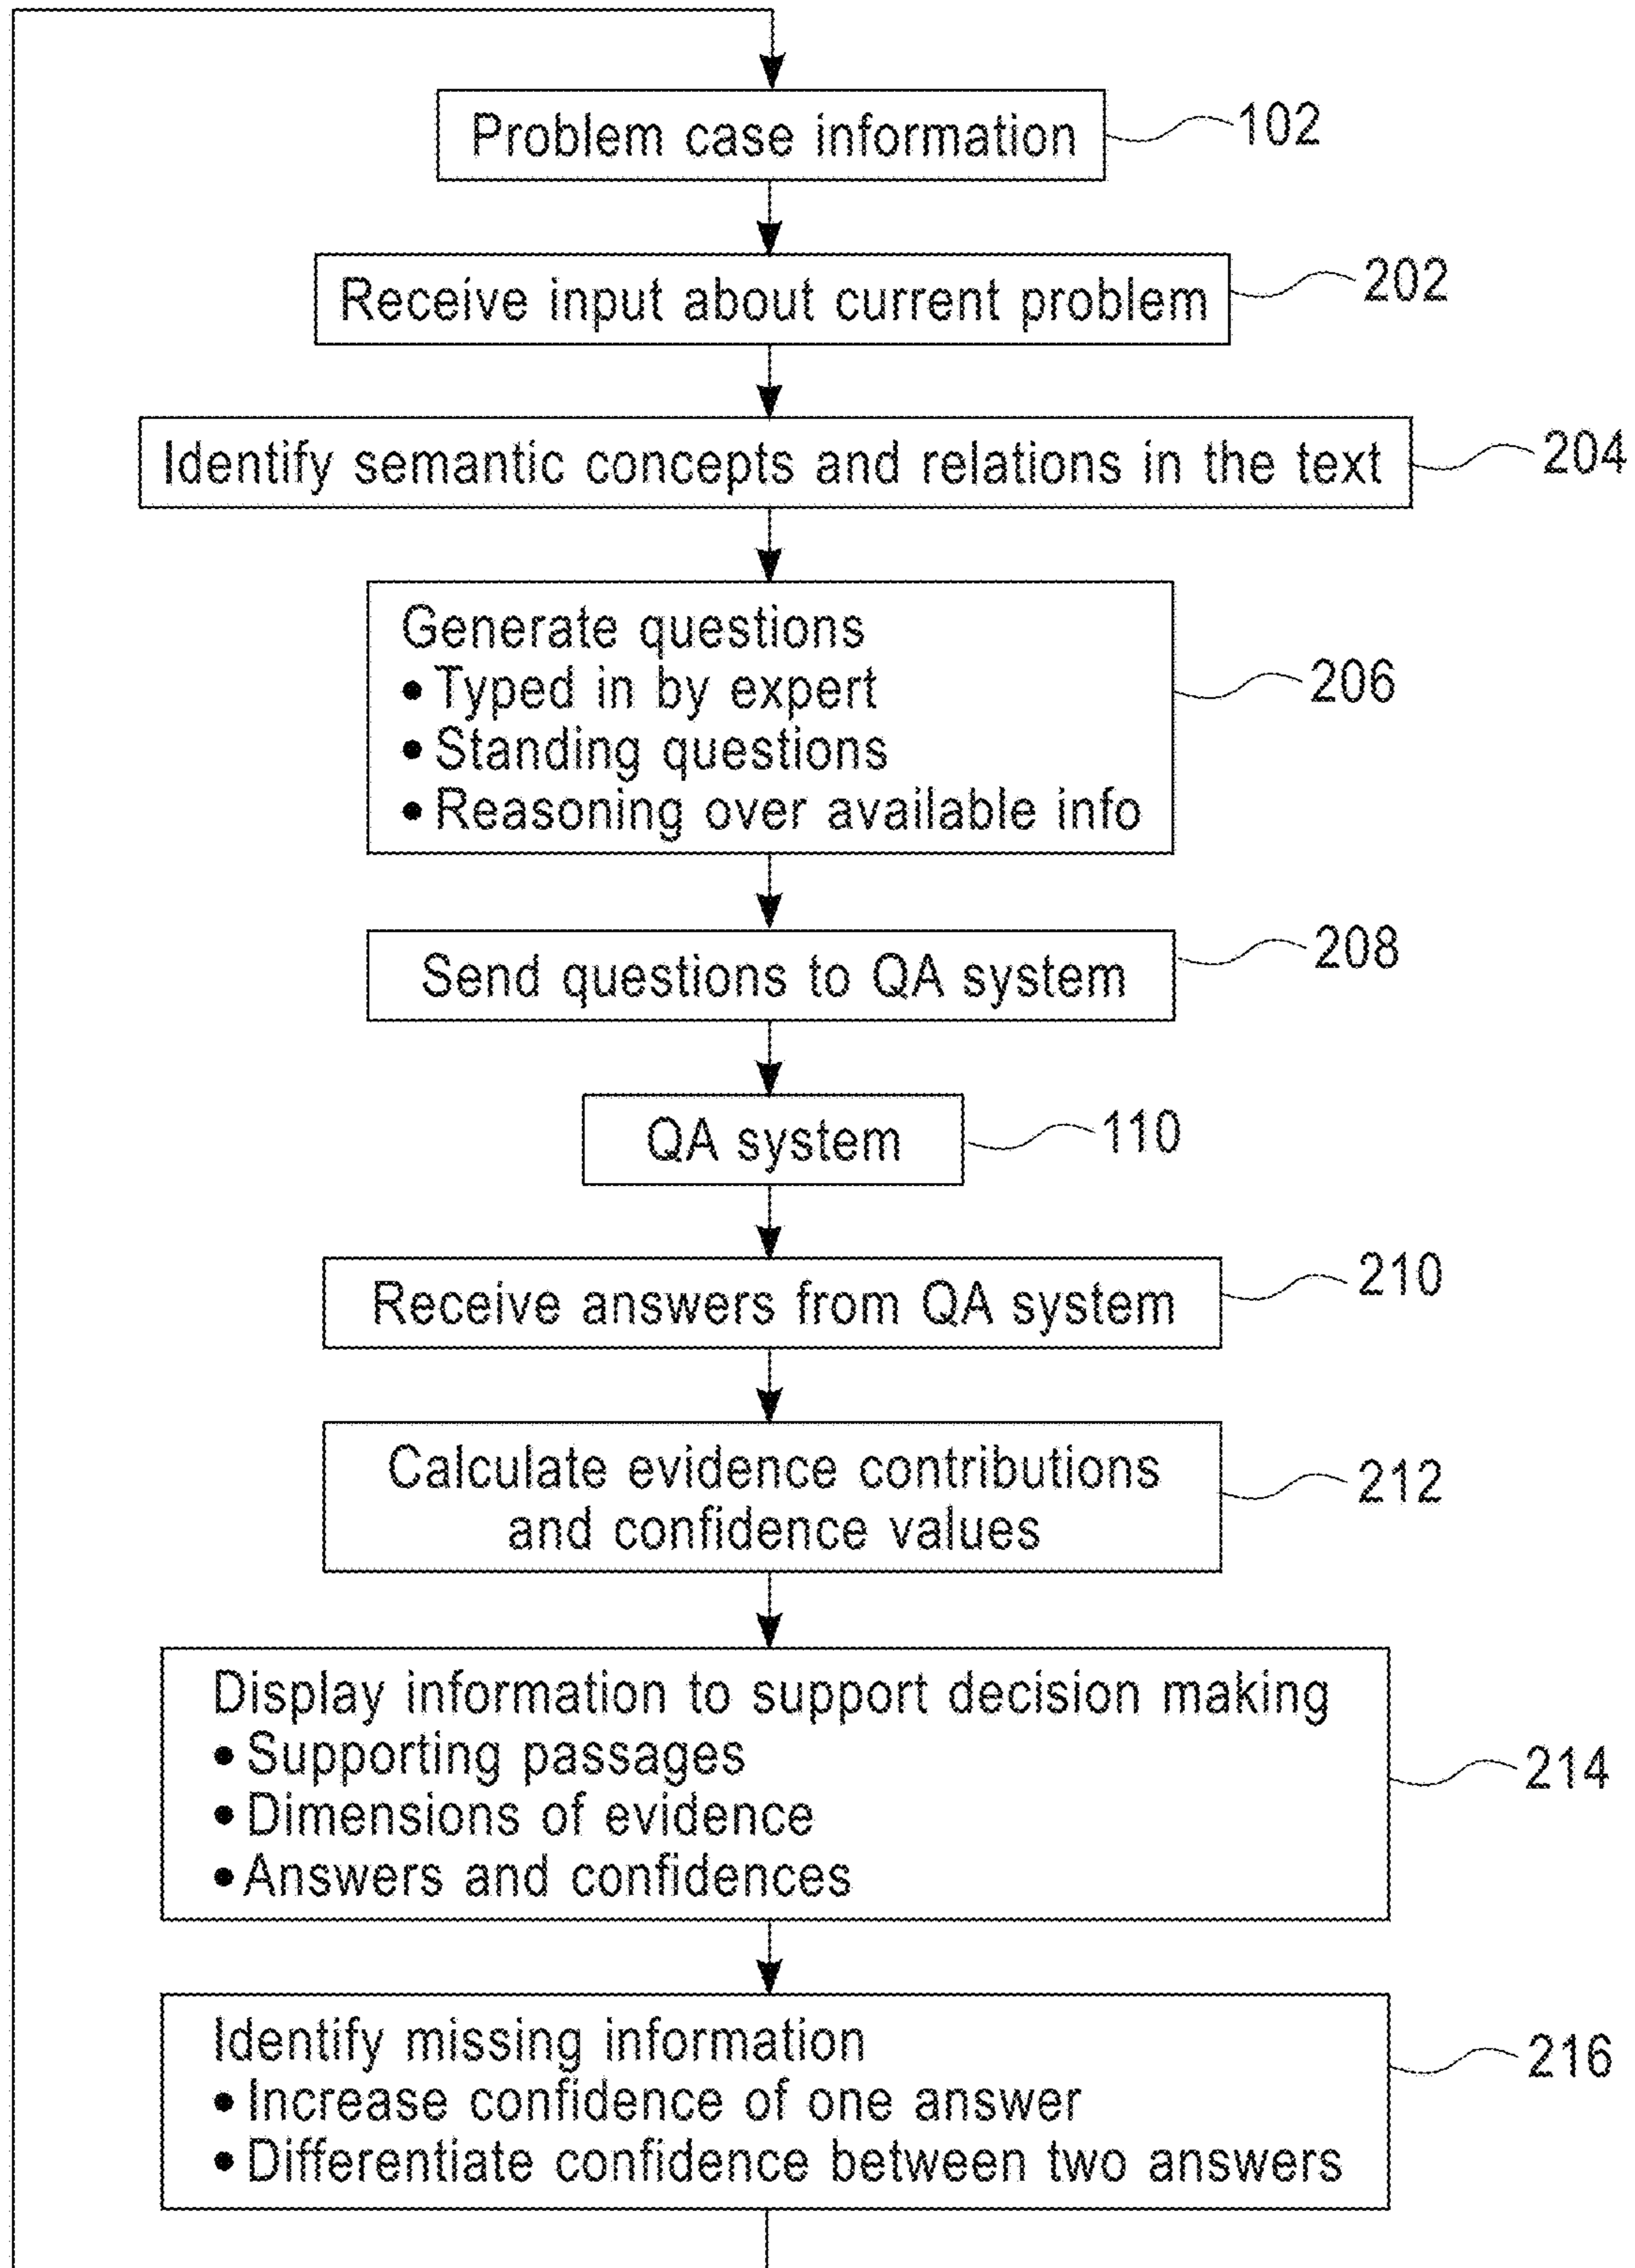 Problem case information
102
Receive input about current problem
202
Identify semantic concepts and relations in the text
204
Generate questions
• Typed in by expert
• Standing questions
• Reasoning over available info
206
Send questions to QA system
208
QA system
110
Receive answers from QA system
210
Calculate evidence contributions
and confidence values
212
Display information to support decision making
• Supporting passages
• Dimensions of evidence
• Answers and confidences
214
Identify missing information
• Increase confidence of one answer
• Differentiate confidence between two answers
216